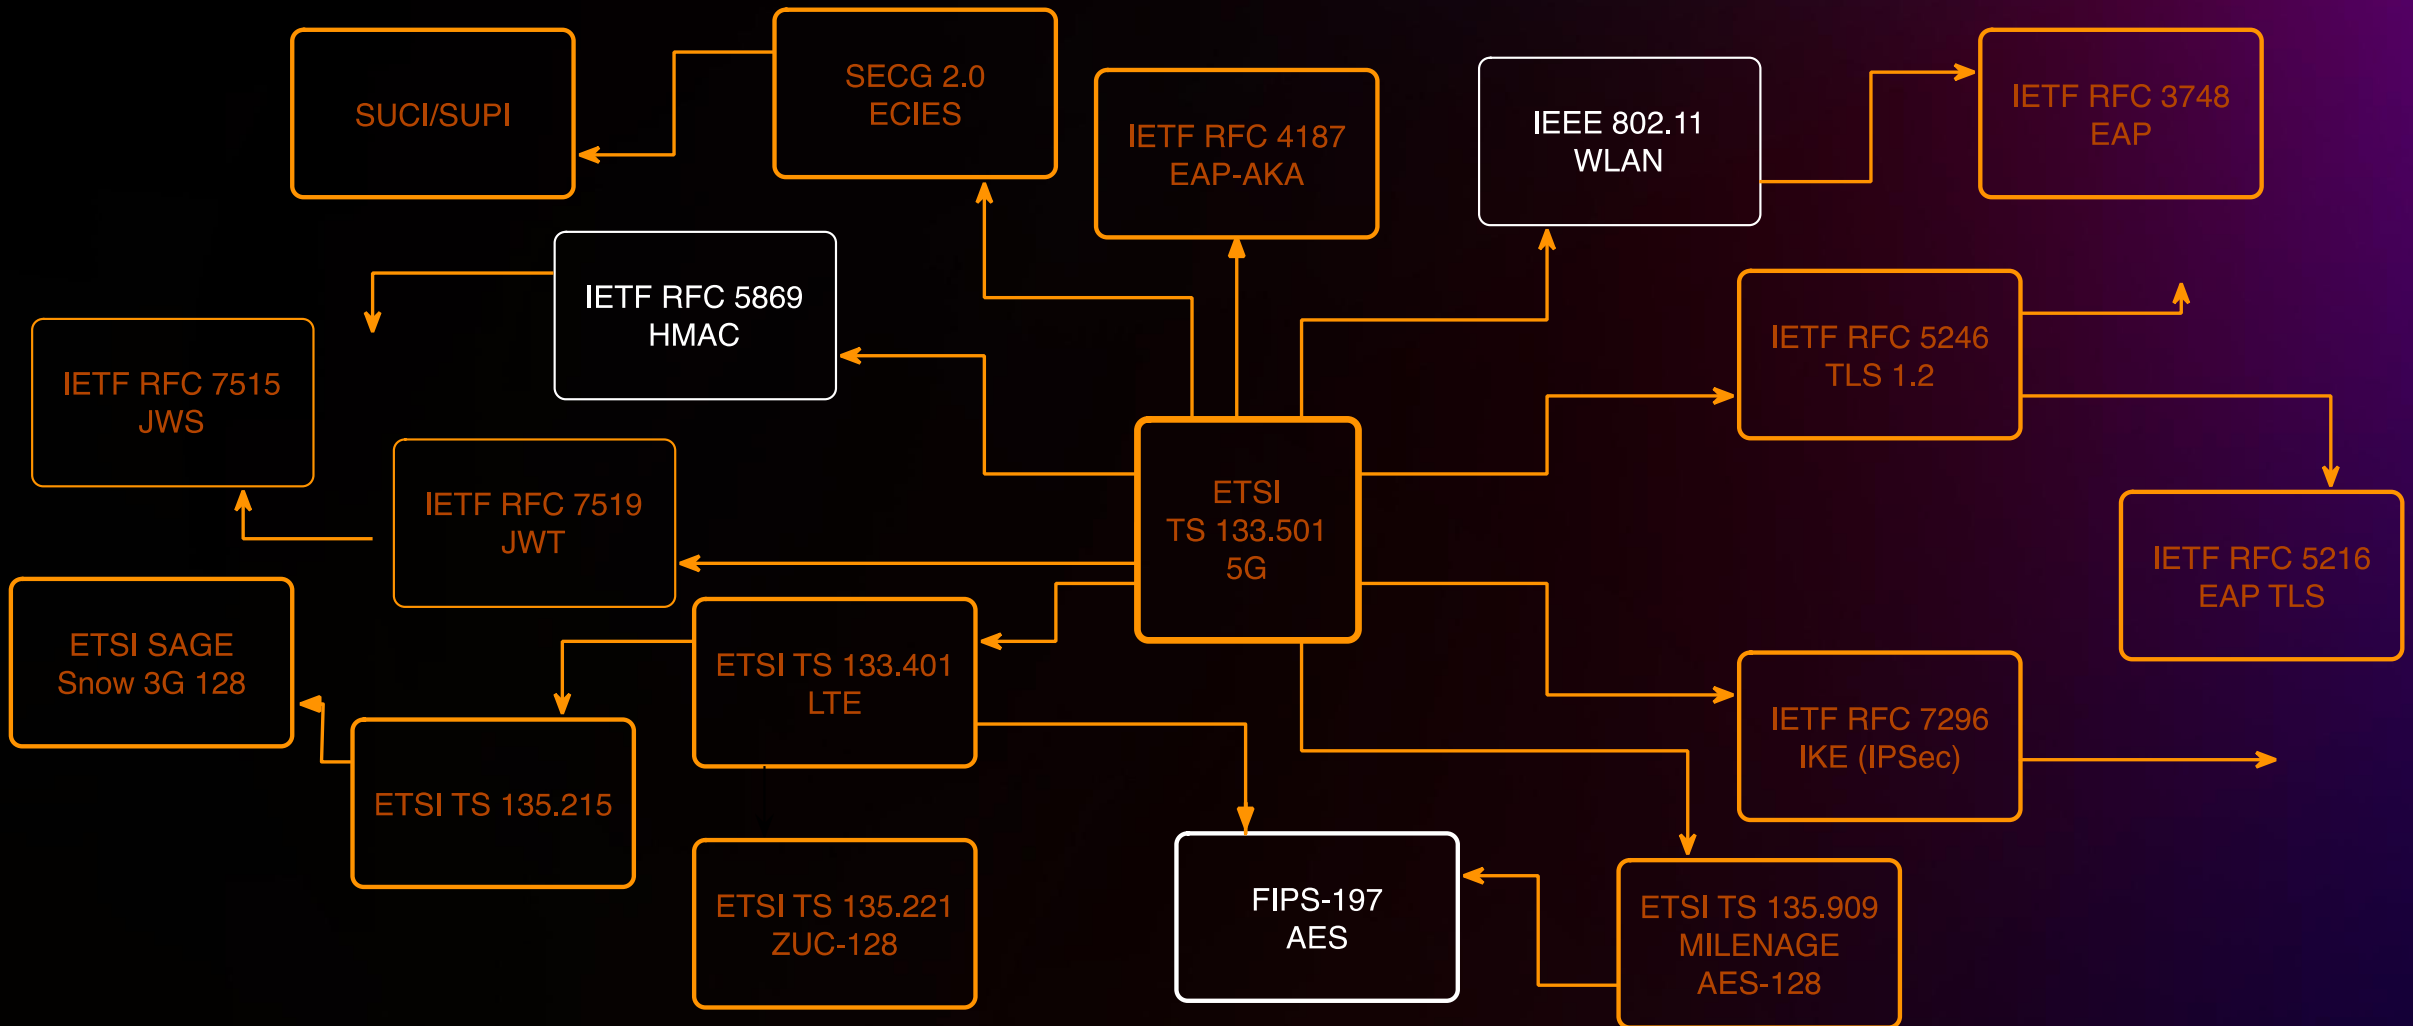 SUCI/SUPI
SECG 2.0
ECIES
IETF RFC 4187
EAP-AKA
IEEE 802.11
WLAN
IETF RFC 3748
EAP
IETF RFC 5869
HMAC
IETF RFC 5246
TLS 1.2
IETF RFC 7515
JWS
IETF RFC 7519
JWT
ETSI
TS 133.501
5G
IETF RFC 5216
EAP TLS
ETSI SAGE
Snow 3G 128
ETSI TS 133.401
LTE
IETF RFC 7296
IKE (IPSec)
ETSI TS 135.215
ETSI TS 135.221
ZUC-128
FIPS-197
AES
ETSI TS 135.909
MILENAGE
AES-128